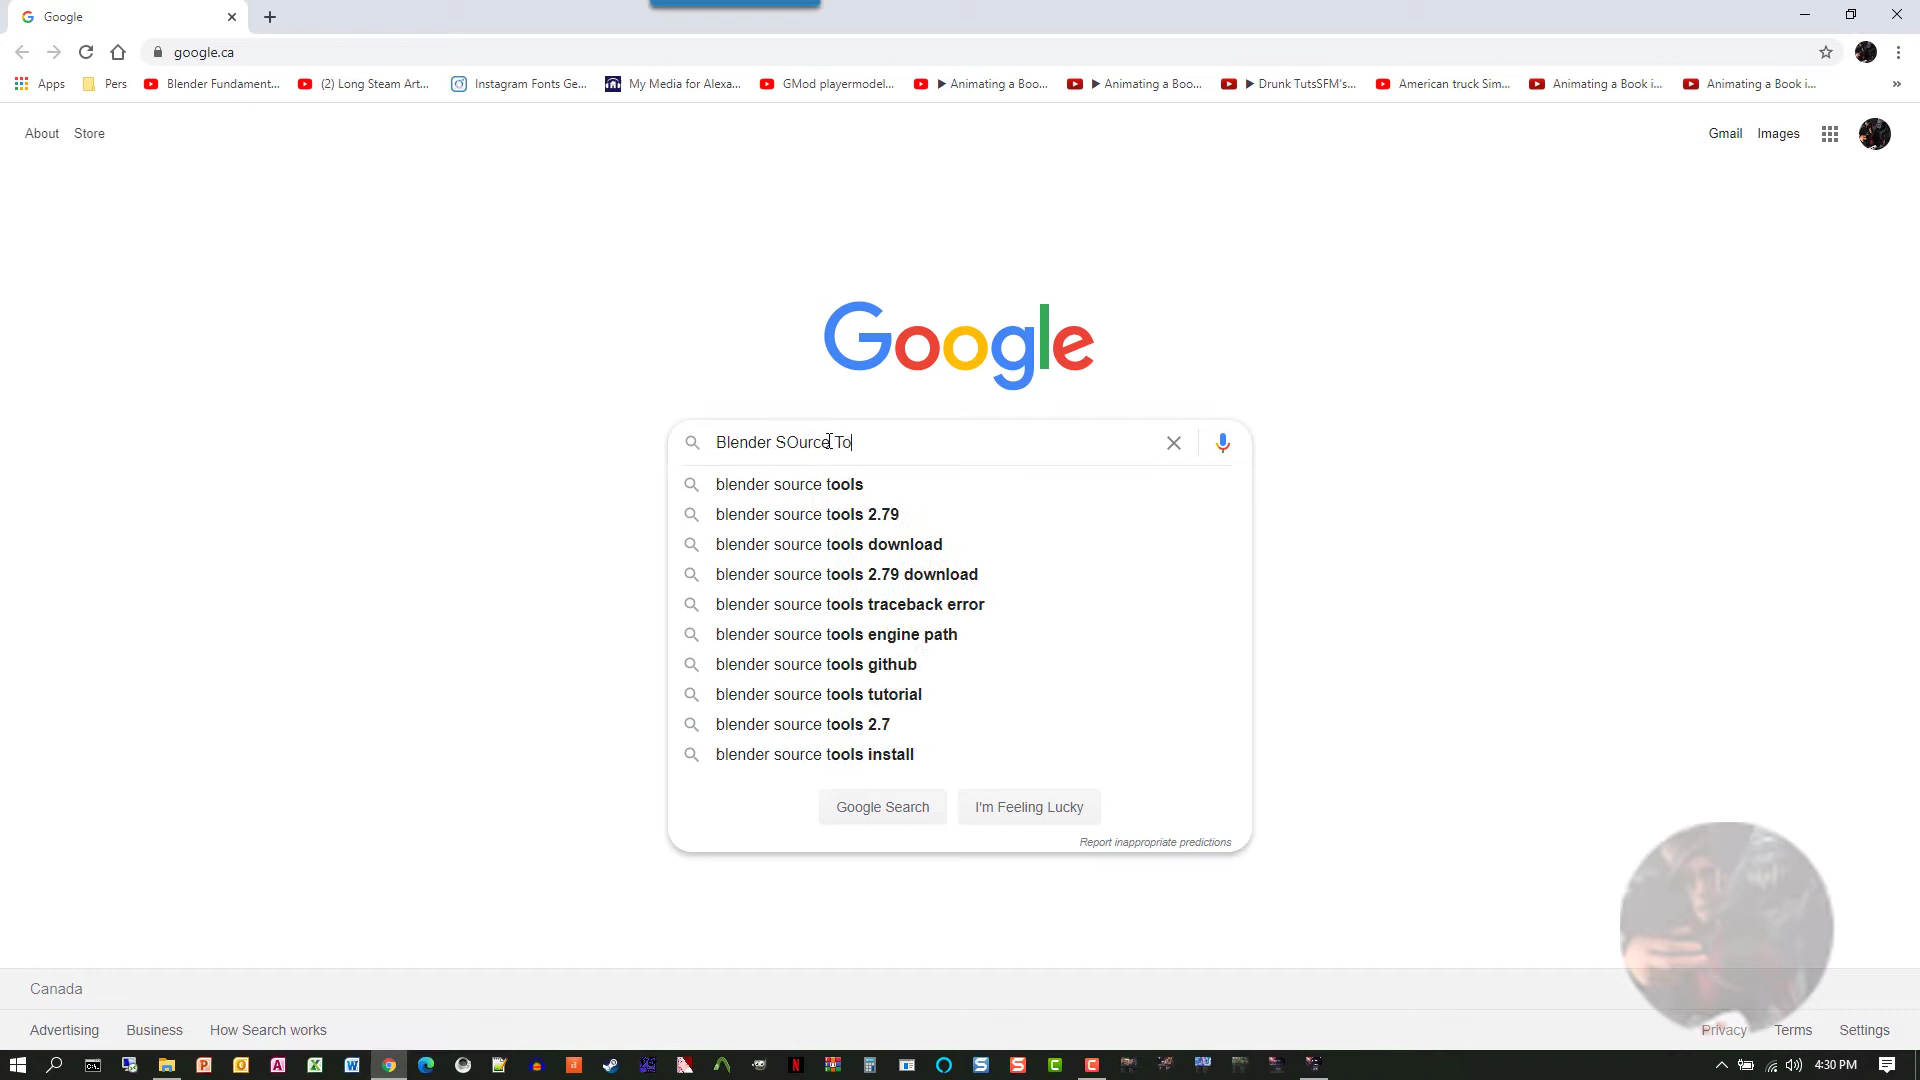 Google
google.ca
Apps
Pers
Blender Fundament...
(2) Long Steam Art...
Instagram Fonts Ge...
My Media for Alexa...
GMod playermodel...
▶ Animating a Boo...
▶ Animating a Boo...
▶ Drunk TutsSFM's...
American truck Sim...
Animating a Book i...
Animating a Book i...
»
About
Store
Gmail
Images
Google
Blender SOurce To
blender source tools
blender source tools 2.79
blender source tools download
blender source tools 2.79 download
blender source tools traceback error
blender source tools engine path
blender source tools github
blender source tools tutorial
blender source tools 2.7
blender source tools install
Google Search
I'm Feeling Lucky
Report inappropriate predictions
Canada
Advertising
Business
How Search works
Privacy
Terms
Settings
4:30 PM